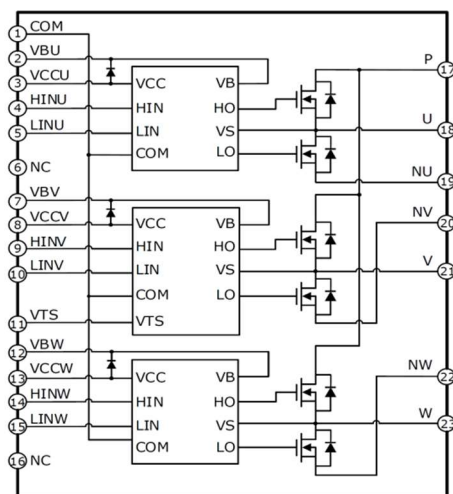 COM
1
VBU
2
VCCU
3
HINU
4
LINU
5
NC
6
VBV
7
VCCV
8
HINV
9
LINV
10
VTS
11
VBW
12
VCCW
13
HINW
14
LINW
15
NC
16
VCC VB
HIN HO
LIN VS
COM LO
VCC VB
HIN HO
LIN VS
COM LO
VTS
VCC VB
HIN HO
LIN VS
COM LO
P
17
U
18
NU
19
NV
20
V
21
NW
22
W
23